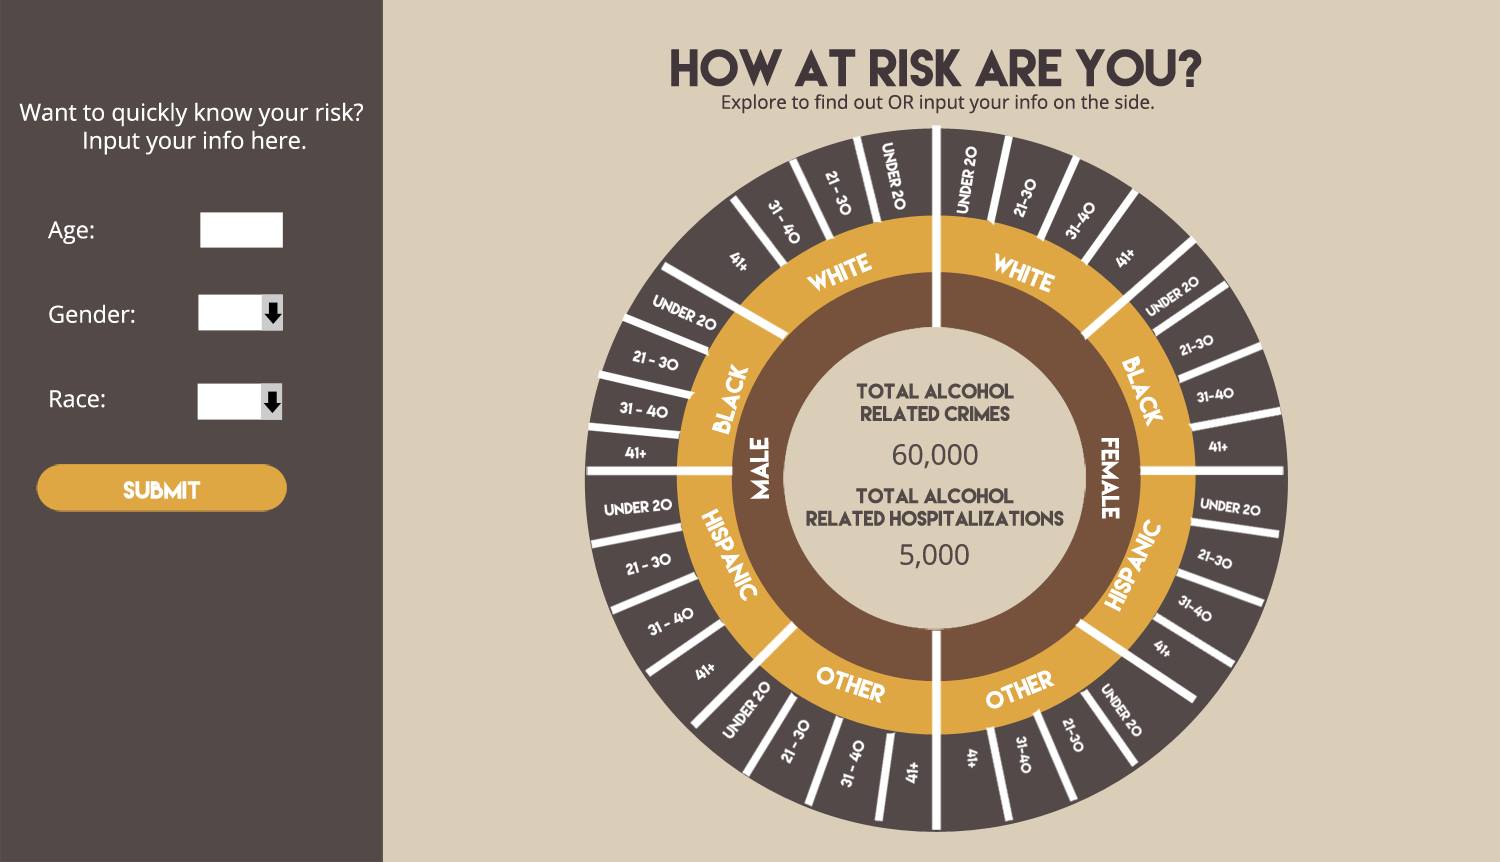 Want to quickly know your risk?
Input your info here.
Age:
Gender:
Race:
SUBMIT
HOW AT RISK ARE YOU?
Explore to find out OR input your info on the side.
TOTAL ALCOHOL
RELATED CRIMES
60,000
TOTAL ALCOHOL
RELATED HOSPITALIZATIONS
5,000
FEMALE
WHITE
UNDER 20
21-30
31-40
41+
BLACK
UNDER 20
21-30
31-40
41+
HISPANIC
UNDER 20
21-30
31-40
41+
OTHER
UNDER 20
21-30
31-40
41+
MALE
WHITE
UNDER 20
21 - 30
31 - 40
41+
BLACK
UNDER 20
21 - 30
31 - 40
41+
HISPANIC
UNDER 20
21 - 30
31 - 40
41+
OTHER
UNDER 20
21 - 30
31 - 40
41+